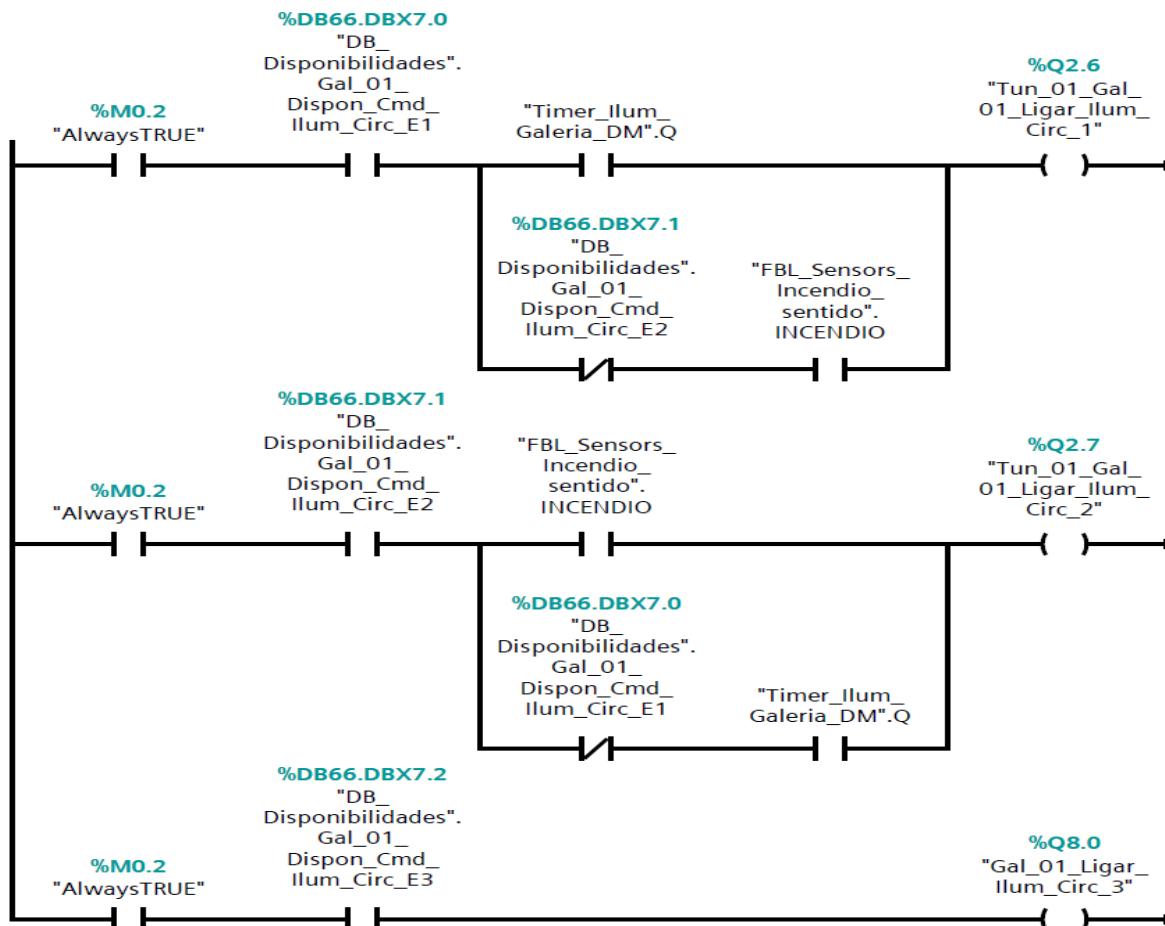 %DB66.DBX7.0
"DB_
Disponibilidades".
Gal_01_
Dispon_Cmd_
Ilum_Circ_E1
%M0.2
"AlwaysTRUE"
"Timer_Ilum_
Galeria_DM".Q
%Q2.6
"Tun_01_Gal_
01_Ligar_Ilum_
Circ_1"
%DB66.DBX7.1
"DB_
Disponibilidades".
Gal_01_
Dispon_Cmd_
Ilum_Circ_E2
"FBL_Sensors_
Incendio_
sentido".
INCENDIO
%DB66.DBX7.1
"DB_
Disponibilidades".
Gal_01_
Dispon_Cmd_
Ilum_Circ_E2
%M0.2
"AlwaysTRUE"
"FBL_Sensors_
Incendio_
sentido".
INCENDIO
%Q2.7
"Tun_01_Gal_
01_Ligar_Ilum_
Circ_2"
%DB66.DBX7.0
"DB_
Disponibilidades".
Gal_01_
Dispon_Cmd_
Ilum_Circ_E1
"Timer_Ilum_
Galeria_DM".Q
%DB66.DBX7.2
"DB_
Disponibilidades".
Gal_01_
Dispon_Cmd_
Ilum_Circ_E3
%M0.2
"AlwaysTRUE"
%Q8.0
"Gal_01_Ligar_
Ilum_Circ_3"